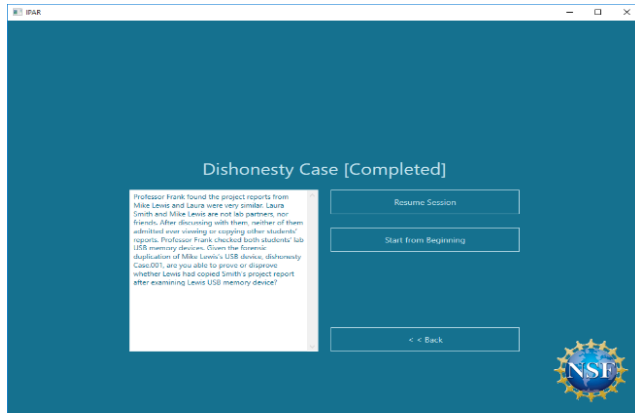 IPAR
Dishonesty Case [Completed]
Professor Frank found the project reports from
Mike Lewis and Laura were very similar. Laura
Smith and Mike Lewis are not lab partners, nor
friends. After discussing with them, neither of them
admitted ever viewing or copying other students'
reports. Professor Frank checked both students' lab
USB memory devices. Given the forensic
duplication of Mike Lewis's USB device, dishonesty
Case.001, are you able to prove or disprove
whether Lewis had copied Smith's project report
after examining Lewis USB memory device?
Resume Session
Start from Beginning
< < Back
NSF